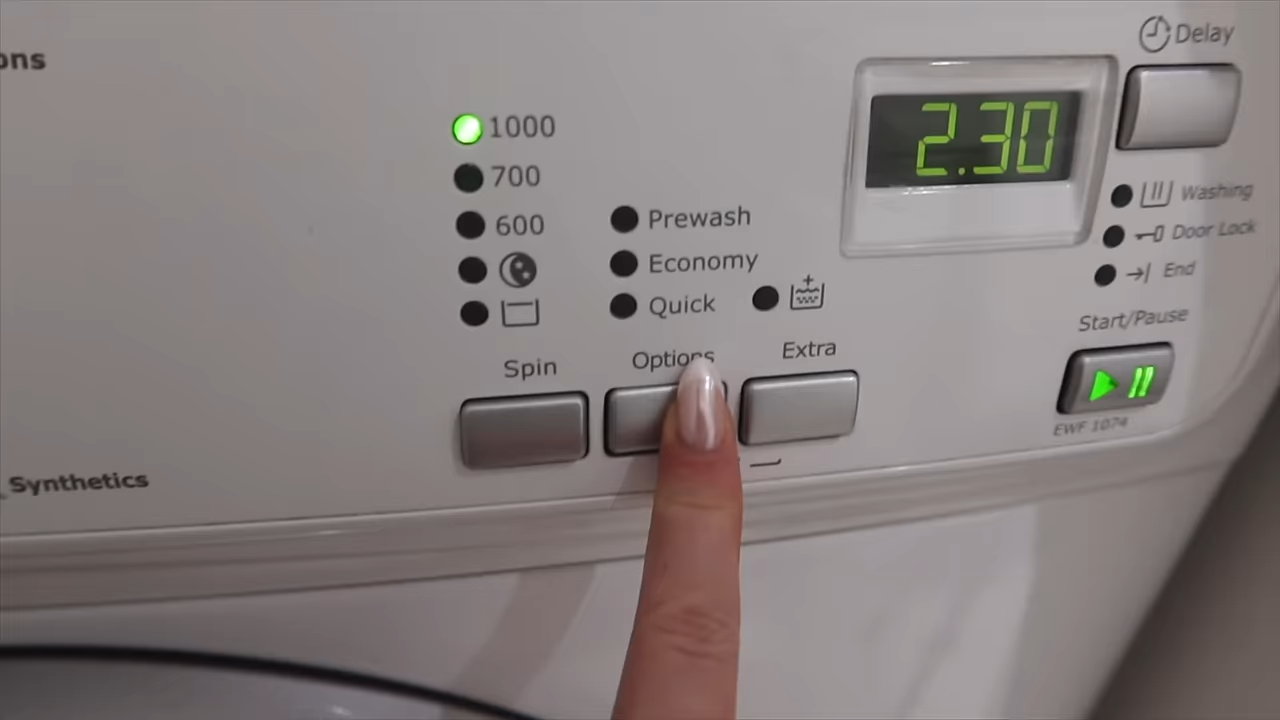 ons
Delay
2.30
1000
700
600
Prewash
Economy
Quick
Washing
Door Lock
End
Start/Pause
EWF 1074
Spin
Options
Extra
Synthetics